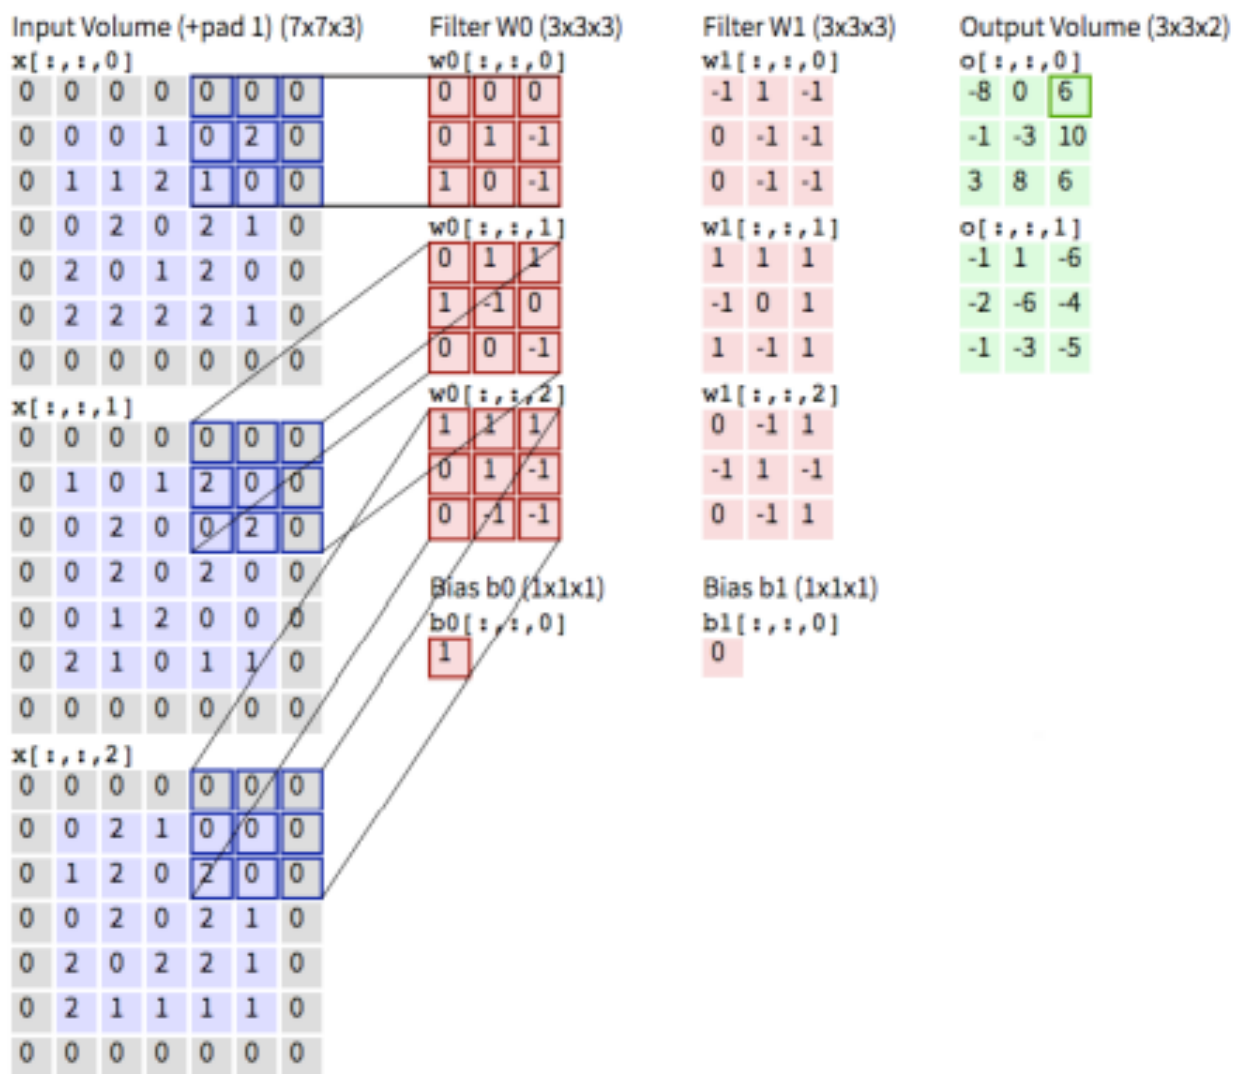 Input Volume (+pad 1) (7x7x3)
x[:,:,0]
0 0 0 0 0 0 0
0 0 0 1 0 2 0
0 1 1 2 1 0 0
0 0 2 0 2 1 0
0 2 0 1 2 0 0
0 2 2 2 2 1 0
0 0 0 0 0 0 0
x[:,:,1]
0 0 0 0 0 0 0
0 1 0 1 2 0 0
0 0 2 0 0 2 0
0 0 2 0 2 0 0
0 0 1 2 0 0 0
0 2 1 0 1 1 0
0 0 0 0 0 0 0
x[:,:,2]
0 0 0 0 0 0 0
0 0 2 1 0 0 0
0 1 2 0 2 0 0
0 0 2 0 2 1 0
0 2 0 2 2 1 0
0 2 1 1 1 1 0
0 0 0 0 0 0 0
Filter W0 (3x3x3)
w0[:,:,0]
0 0 0
0 1 -1
1 0 -1
w0[:,:,1]
0 1 1
1 -1 0
0 0 -1
w0[:,:,2]
1 1 1
0 1 -1
0 -1 -1
Bias b0 (1x1x1)
b0[:,:,0]
1
Filter W1 (3x3x3)
w1[:,:,0]
-1 1 -1
0 -1 -1
0 -1 -1
w1[:,:,1]
1 1 1
-1 0 1
1 -1 1
w1[:,:,2]
0 -1 1
-1 1 -1
0 -1 1
Bias b1 (1x1x1)
b1[:,:,0]
0
Output Volume (3x3x2)
o[:,:,0]
-8 0 6
-1 -3 10
3 8 6
o[:,:,1]
-1 1 -6
-2 -6 -4
-1 -3 -5